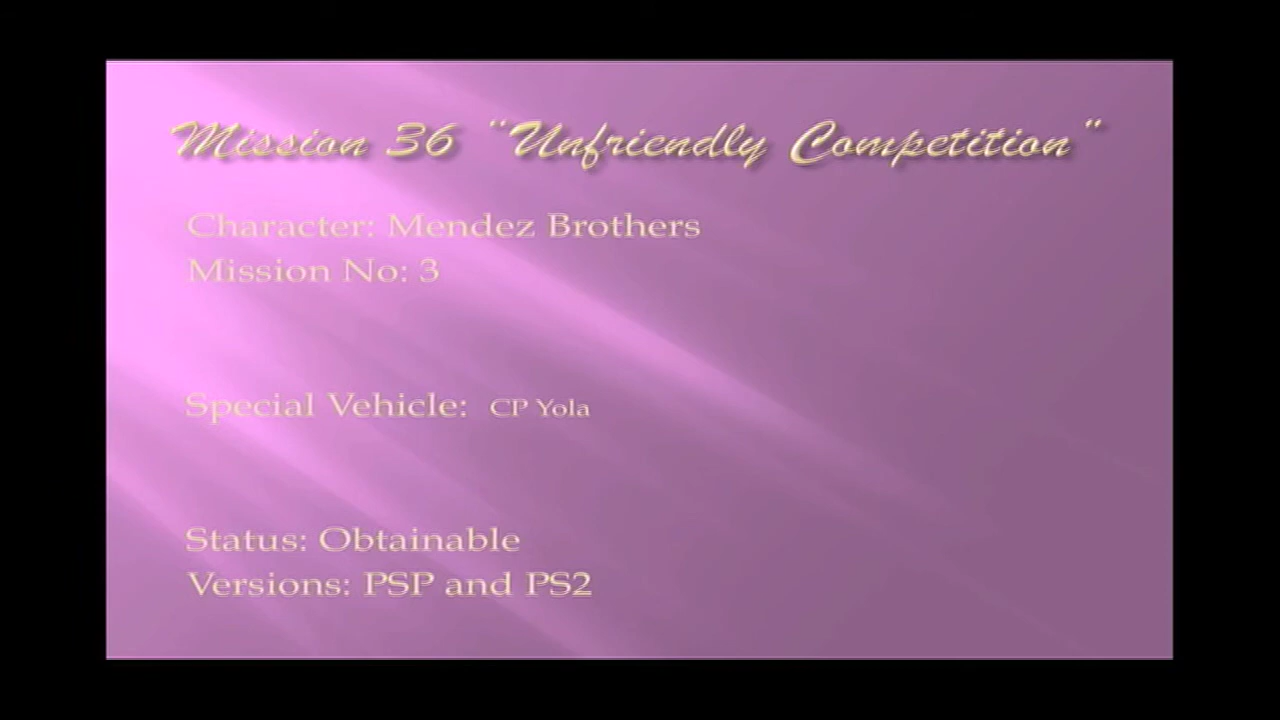 Mission 36 “Unfriendly Competition”
Character: Mendez Brothers
Mission No: 3
Special Vehicle: CP Yola
Status: Obtainable
Versions: PSP and PS2